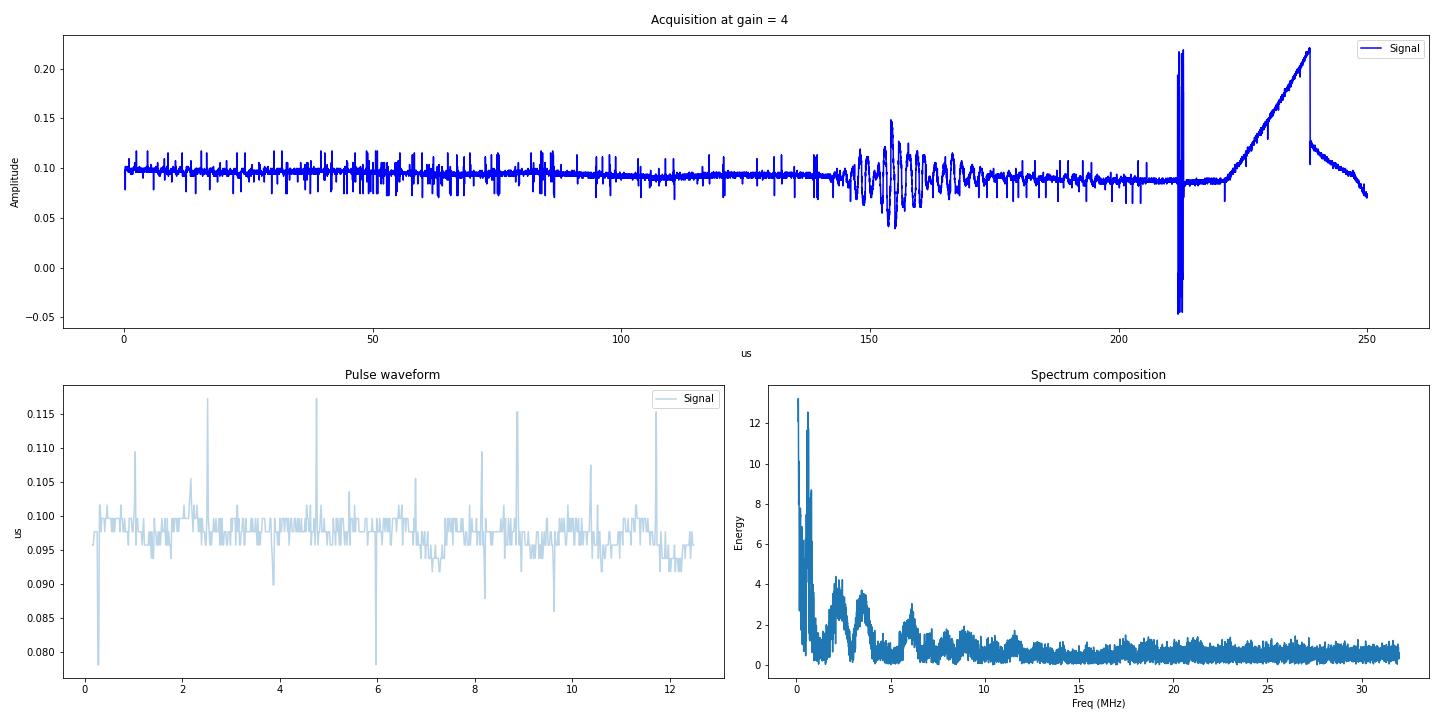 Acquisition at gain = 4
Signal
Amplitude
0.20
0.15
0.10
0.05
0.00
−0.05
0 50 100 150 200 250
us
Pulse waveform
Signal
us
0.115
0.110
0.105
0.100
0.095
0.090
0.085
0.080
0 2 4 6 8 10 12
Spectrum composition
Energy
12
10
8
6
4
2
0
0 5 10 15 20 25 30
Freq (MHz)